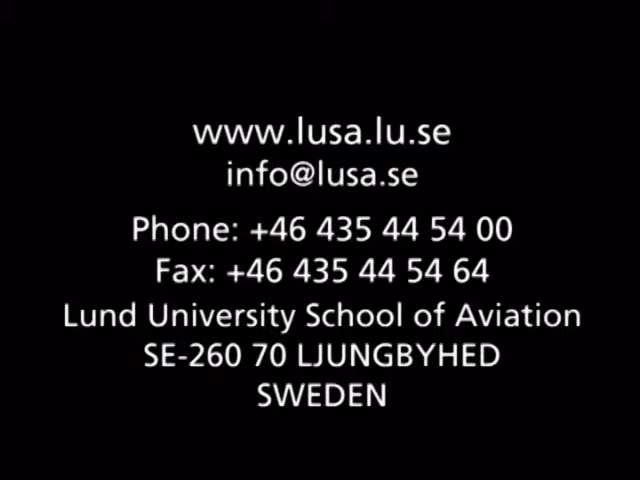 www.lusa.lu.se
info@lusa.se
Phone: +46 435 44 54 00
Fax: +46 435 44 54 64
Lund University School of Aviation
SE-260 70 LJUNGBYHED
SWEDEN